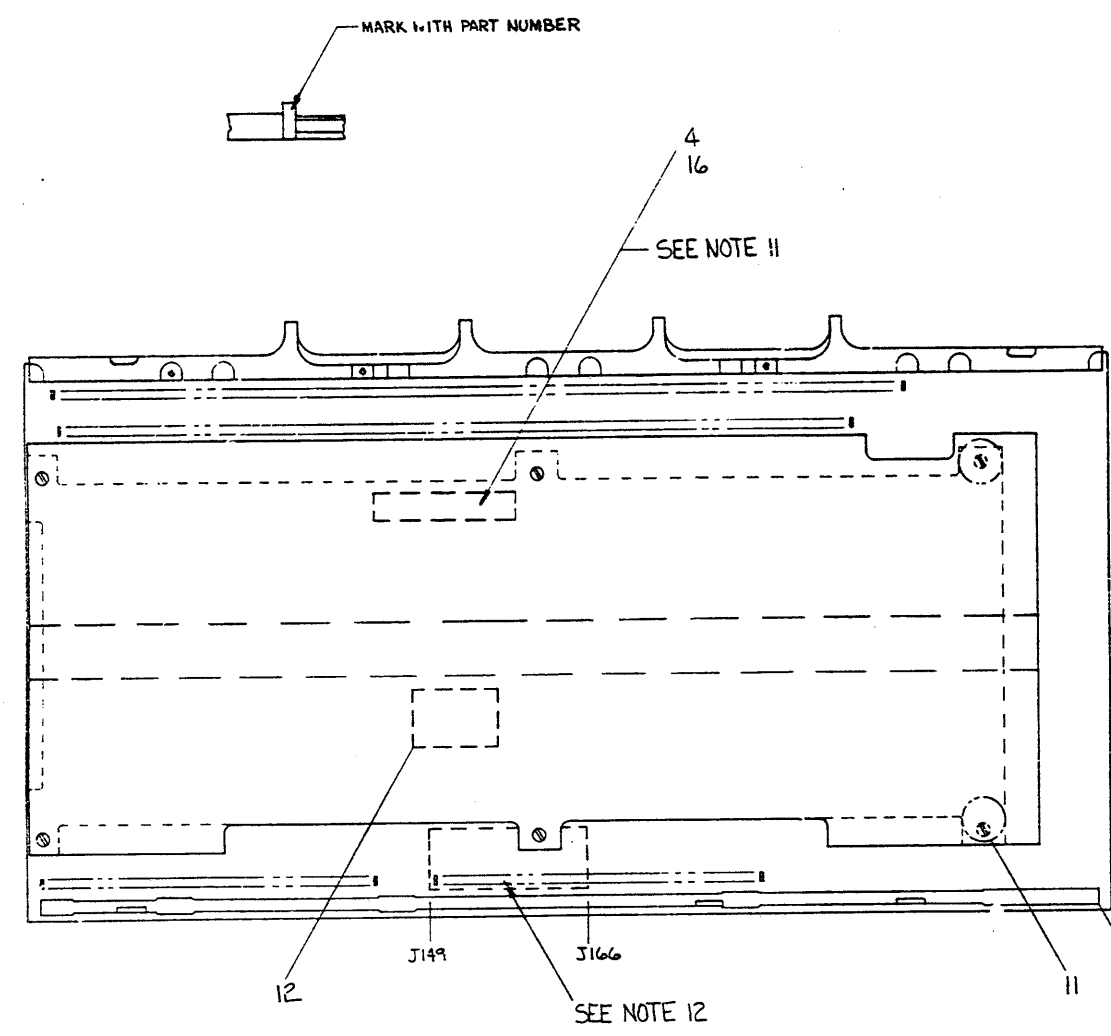 MARK WITH PART NUMBER
4
16
SEE NOTE 11
J149
J166
12
SEE NOTE 12
11